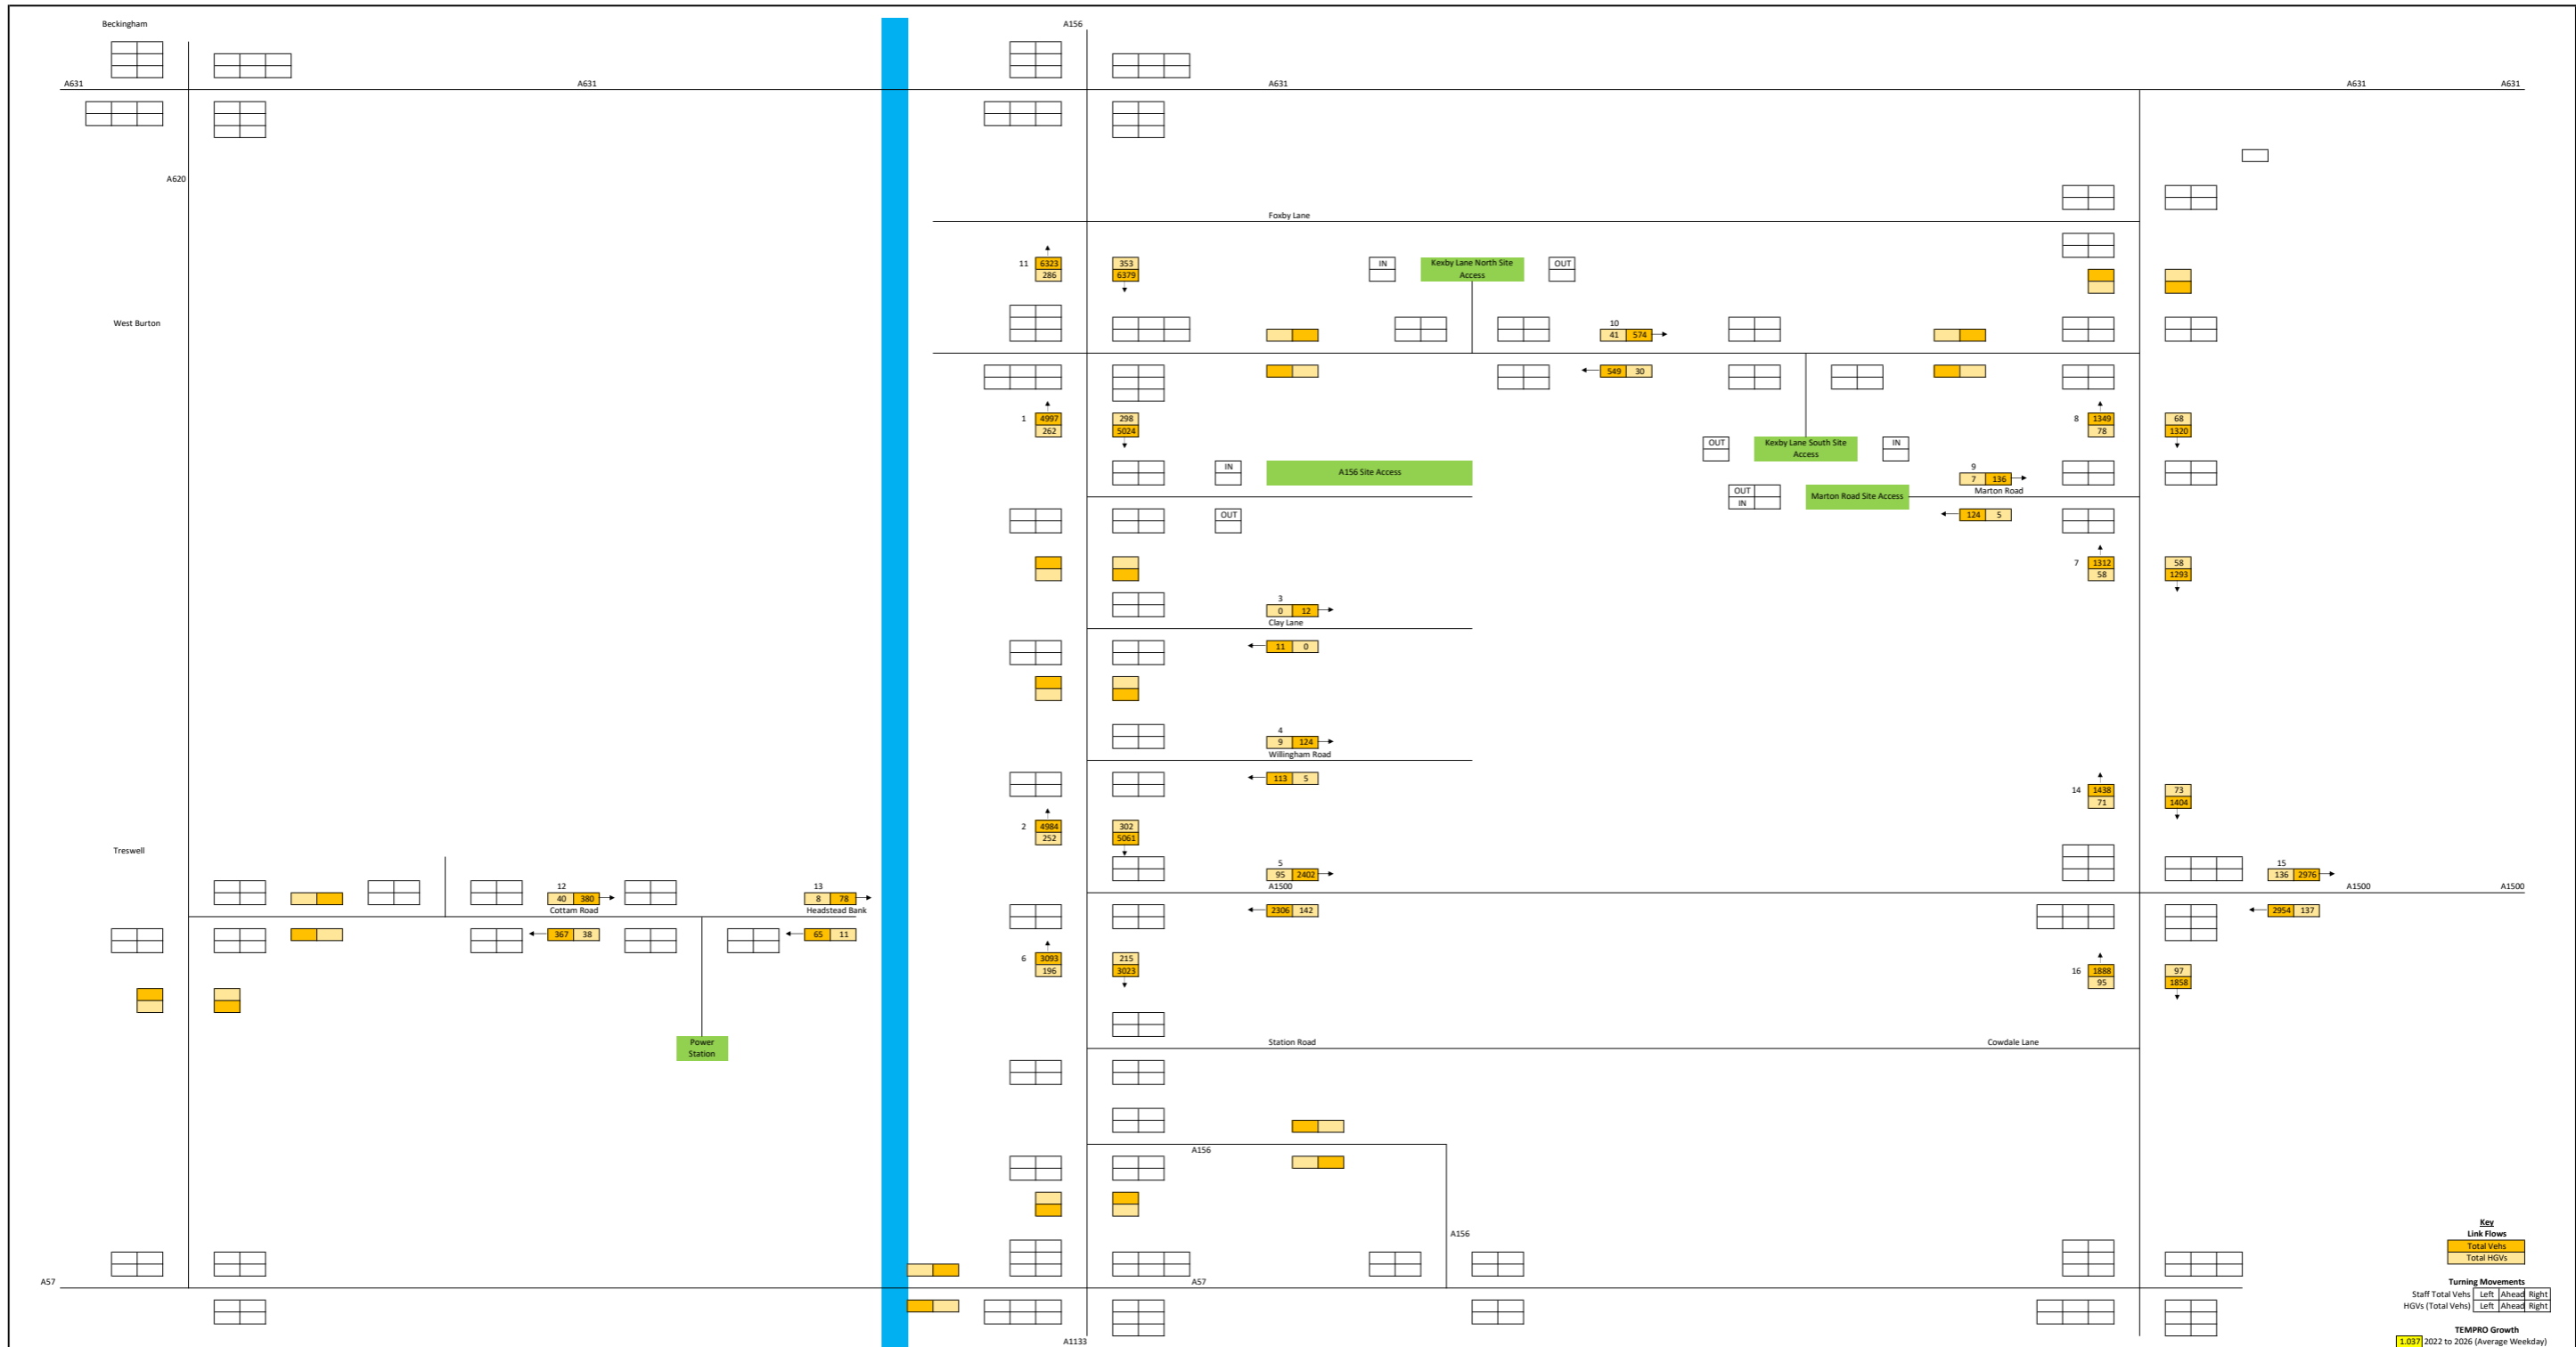 Beckingham
A156
A631
A631
A631
A631
A631
A620
Foxby Lane
11
6323
286
353
6379
IN
Kexby Lane North Site
Access
OUT
West Burton
10
41 574
549 30
1
4997
262
298
5024
8
1349
78
68
1320
OUT
Kexby Lane South Site
Access
IN
IN
A156 Site Access
9
7 136
Marton Road
OUT
IN
Marton Road Site Access
OUT
124 5
7
1312
58
58
1293
3
0 12
Clay Lane
11 0
4
9 124
Willingham Road
113 5
14
1438
71
73
1404
2
4984
252
302
5061
Treswell
5
95 2402
A1500
15
136 2976
A1500
A1500
12
40 380
Cottam Road
13
8 78
Headstead Bank
2306 142
2954 137
367 38
65 11
6
3093
196
215
3023
16
1888
95
97
1858
Power
Station
Station Road
Cowdale Lane
A156
A156
Key
Link Flows
Total Vehs
Total HGVs
A57
A57
Turning Movements
Staff Total Vehs Left Ahead Right
HGVs (Total Vehs) Left Ahead Right
TEMPRO Growth
1.037 2022 to 2026 (Average Weekday)
A1133